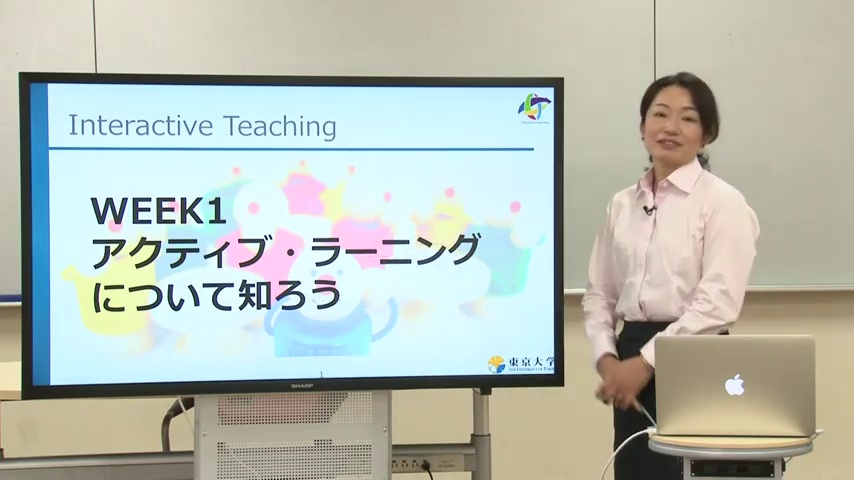 Interactive Teaching
WEEK1
アクティブ・ラーニング
について知ろう
東京大学
SHARP